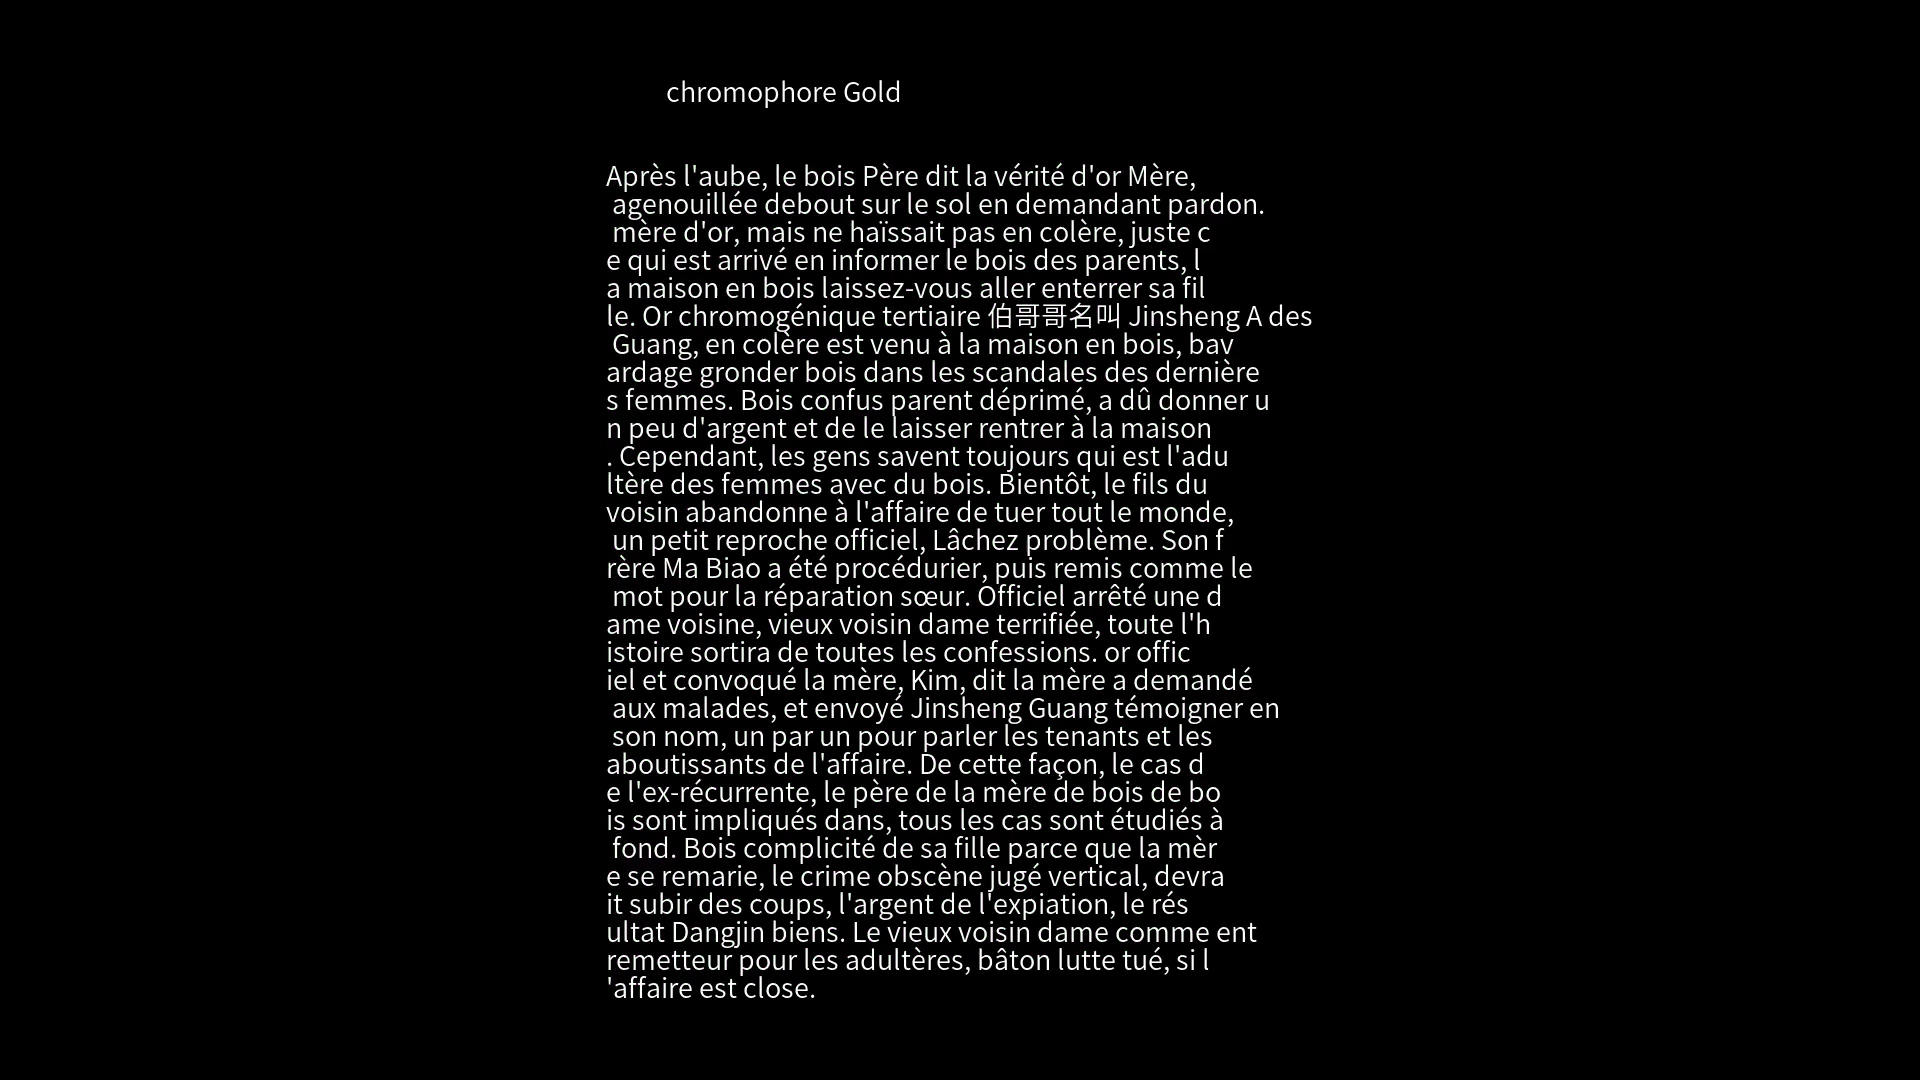 chromophore Gold
Après l'aube, le bois Père dit la vérité d'or Mère,
agenouillée debout sur le sol en demandant pardon.
mère d'or, mais ne haïssait pas en colère, juste c
e qui est arrivé en informer le bois des parents, l
a maison en bois laissez-vous aller enterrer sa fil
le. Or chromogénique tertiaire 伯哥哥名叫 Jinsheng A des
Guang, en colère est venu à la maison en bois, bav
ardage gronder bois dans les scandales des dernière
s femmes. Bois confus parent déprimé, a dû donner u
n peu d'argent et de le laisser rentrer à la maison
. Cependant, les gens savent toujours qui est l'adu
ltère des femmes avec du bois. Bientôt, le fils du
voisin abandonne à l'affaire de tuer tout le monde,
un petit reproche officiel, Lâchez problème. Son f
rère Ma Biao a été procédurier, puis remis comme le
mot pour la réparation sœur. Officiel arrêté une d
ame voisine, vieux voisin dame terrifiée, toute l'h
istoire sortira de toutes les confessions. or offic
iel et convoqué la mère, Kim, dit la mère a demandé
aux malades, et envoyé Jinsheng Guang témoigner en
son nom, un par un pour parler les tenants et les
aboutissants de l'affaire. De cette façon, le cas d
e l'ex-récurrente, le père de la mère de bois de bo
is sont impliqués dans, tous les cas sont étudiés à
fond. Bois complicité de sa fille parce que la mèr
e se remarie, le crime obscène jugé vertical, devra
it subir des coups, l'argent de l'expiation, le rés
ultat Dangjin biens. Le vieux voisin dame comme ent
remetteur pour les adultères, bâton lutte tué, si l
'affaire est close.